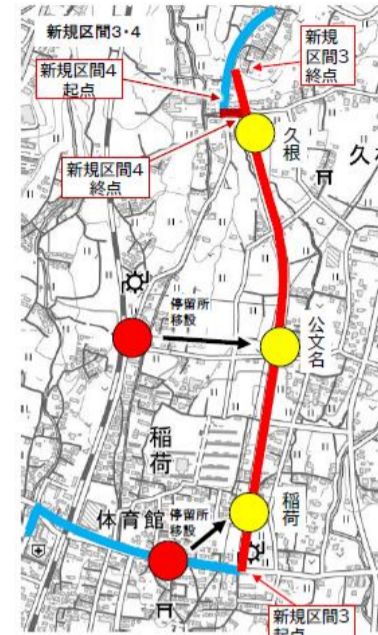 新規区間3・4
新規
区間3
終点
新規区間4
起点
新規区間4
終点
久根
久
停留所
移設
公文名
稲荷
稲荷
体育館
停留所
移設
新規区間3
起点